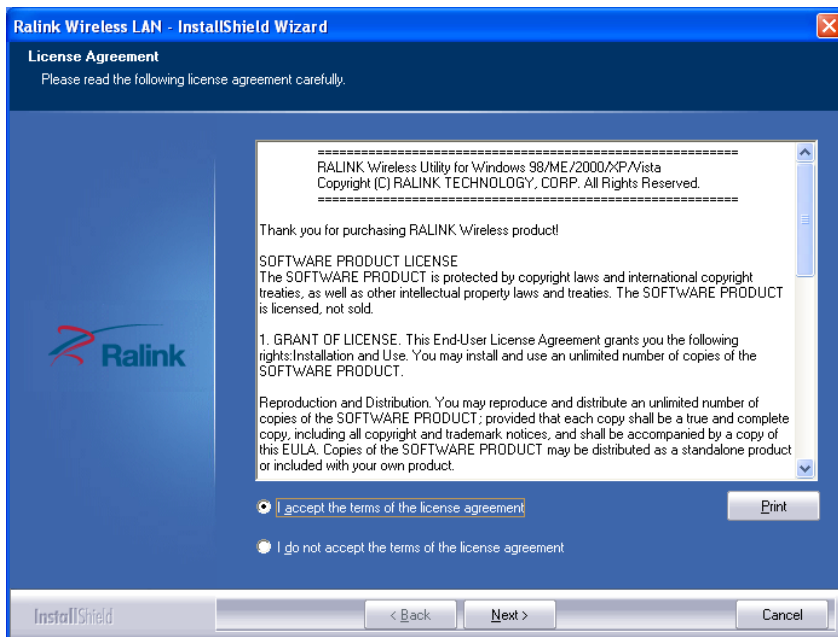 Ralink Wireless LAN - InstallShield Wizard
License Agreement
Please read the following license agreement carefully.
==============================================================
RALINK Wireless Utility for Windows 98/ME/2000/XP/Vista
Copyright (C) RALINK TECHNOLOGY, CORP. All Rights Reserved.
==============================================================
Thank you for purchasing RALINK Wireless product!
SOFTWARE PRODUCT LICENSE
The SOFTWARE PRODUCT is protected by copyright laws and international copyright
treaties, as well as other intellectual property laws and treaties. The SOFTWARE PRODUCT
is licensed, not sold.
1. GRANT OF LICENSE. This End-User License Agreement grants you the following
rights:Installation and Use. You may install and use an unlimited number of copies of the
SOFTWARE PRODUCT.
Reproduction and Distribution. You may reproduce and distribute an unlimited number of
copies of the SOFTWARE PRODUCT; provided that each copy shall be a true and complete
copy, including all copyright and trademark notices, and shall be accompanied by a copy of
this EULA. Copies of the SOFTWARE PRODUCT may be distributed as a standalone product
or included with your own product.
Ralink
I accept the terms of the license agreement
Print
I do not accept the terms of the license agreement
InstallShield
< Back
Next >
Cancel